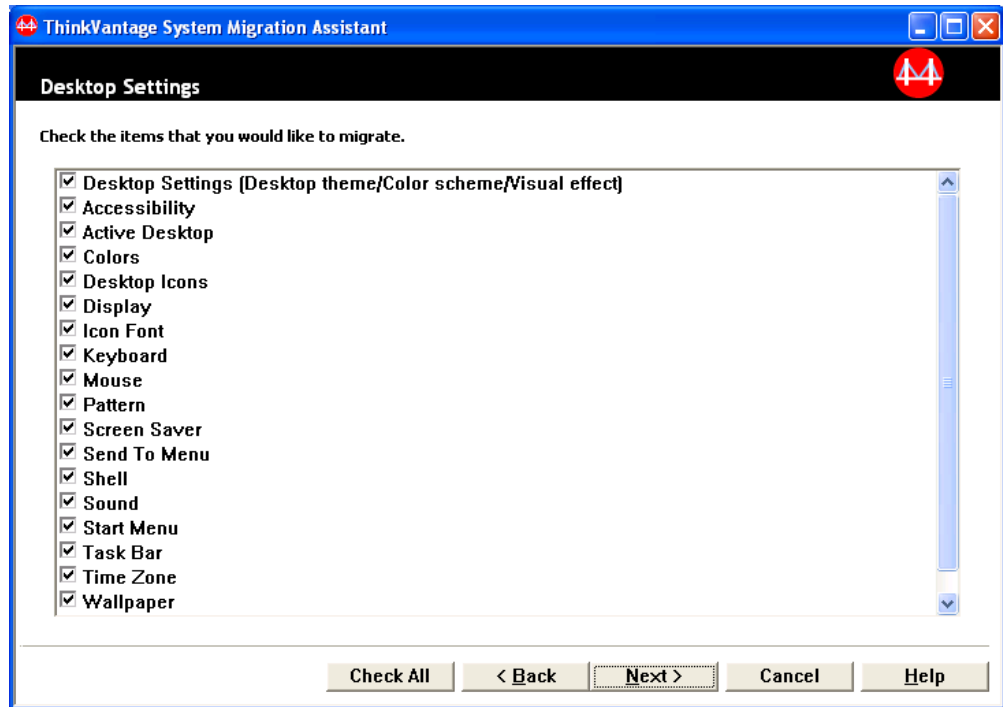 ThinkVantage System Migration Assistant
Desktop Settings
Check the items that you would like to migrate.
Desktop Settings (Desktop theme/Color scheme/Visual effect)
Accessibility
Active Desktop
Colors
Desktop Icons
Display
Icon Font
Keyboard
Mouse
Pattern
Screen Saver
Send To Menu
Shell
Sound
Start Menu
Task Bar
Time Zone
Wallpaper
Check All < Back Next > Cancel Help